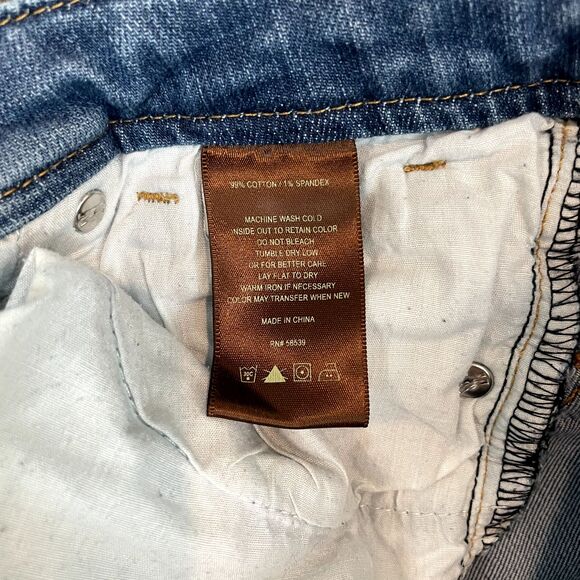 99% COTTON / 1% SPANDEX
MACHINE WASH COLD
INSIDE OUT TO RETAIN COLOR
DO NOT BLEACH
TUMBLE DRY LOW
OR FOR BETTER CARE
LAY FLAT TO DRY
WARM IRON IF NECESSARY
COLOR MAY TRANSFER WHEN NEW
MADE IN CHINA
RN# 58539
30C